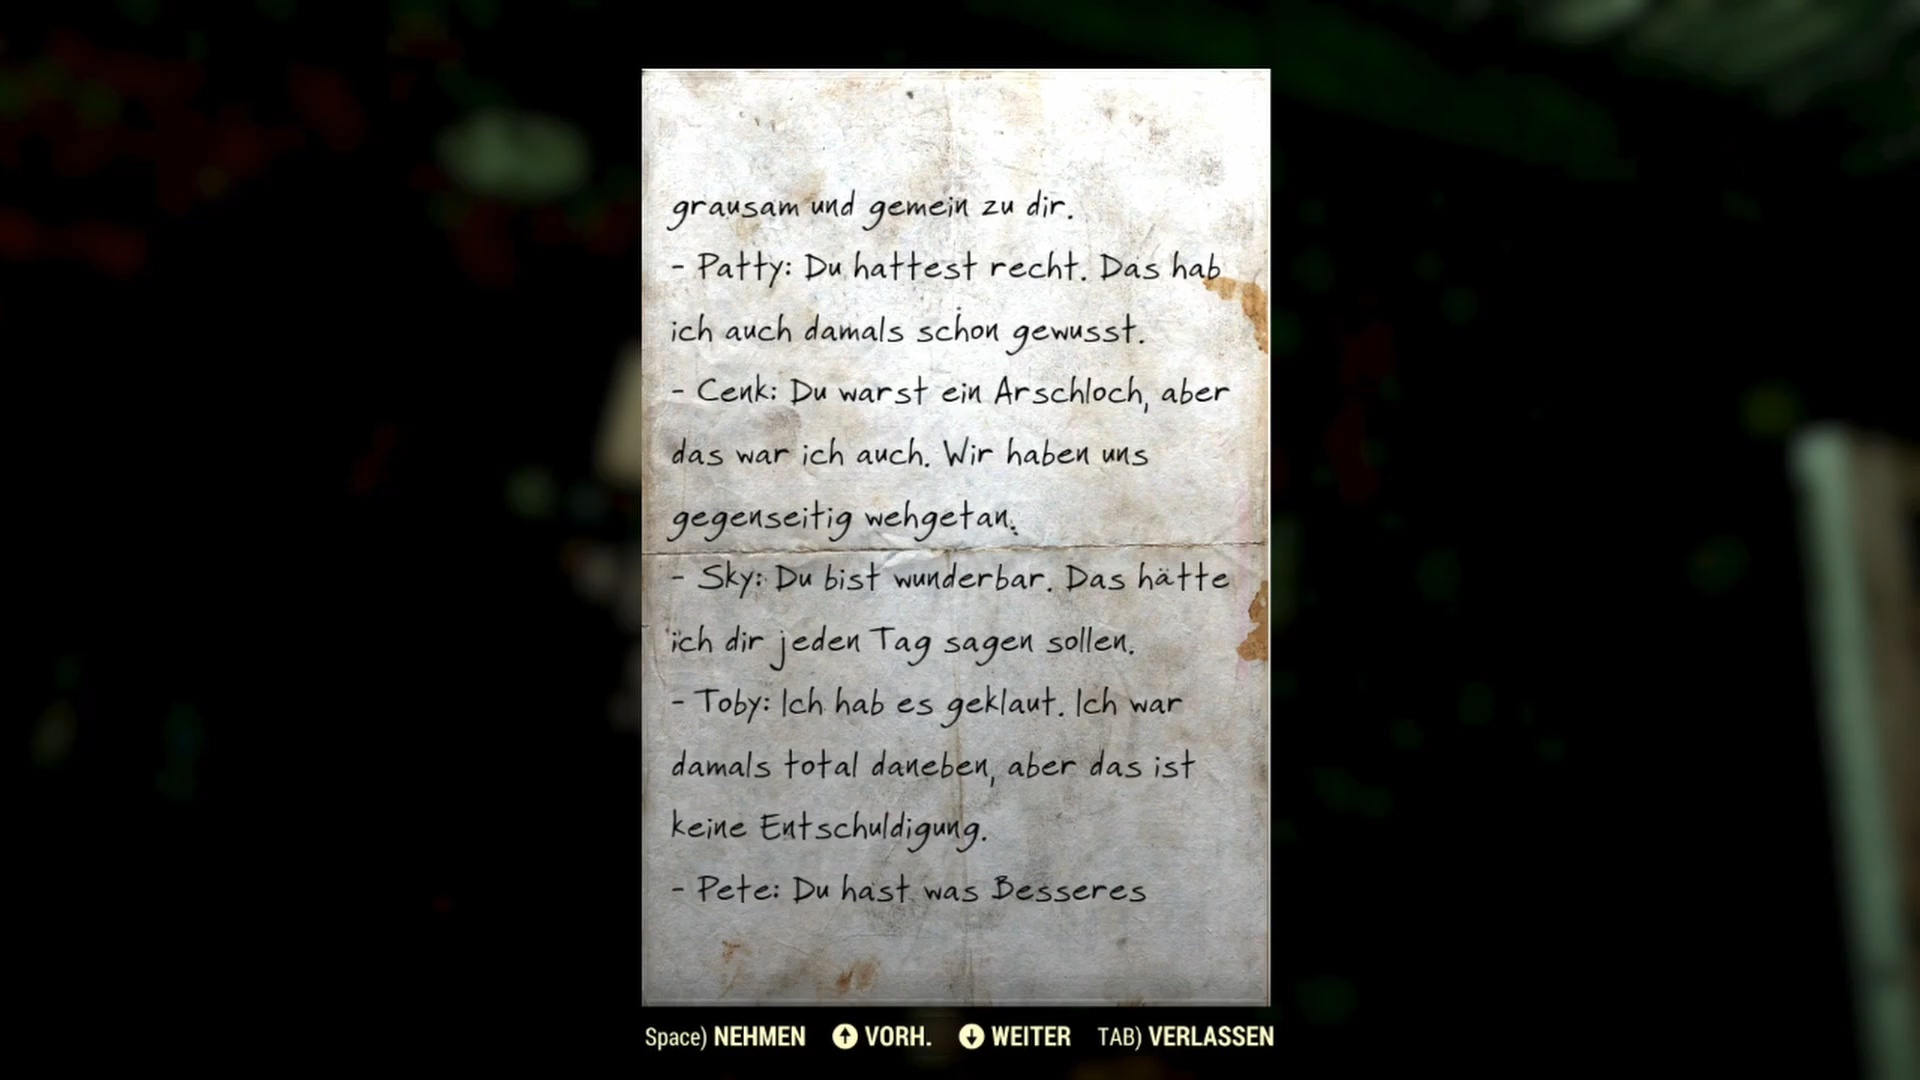 grausam und gemein zu dir.
- Patty: Du hattest recht. Das hab
ich auch damals schon gewusst.
- Cenk: Du warst ein Arschloch, aber
das war ich auch. Wir haben uns
gegenseitig wehgetan.
- Sky: Du bist wunderbar. Das hätte
ich dir jeden Tag sagen sollen.
- Toby: Ich hab es geklaut. Ich war
damals total daneben, aber das ist
keine Entschuldigung.
- Pete: Du hast was Besseres
Space) NEHMEN VORH. WEITER TAB) VERLASSEN